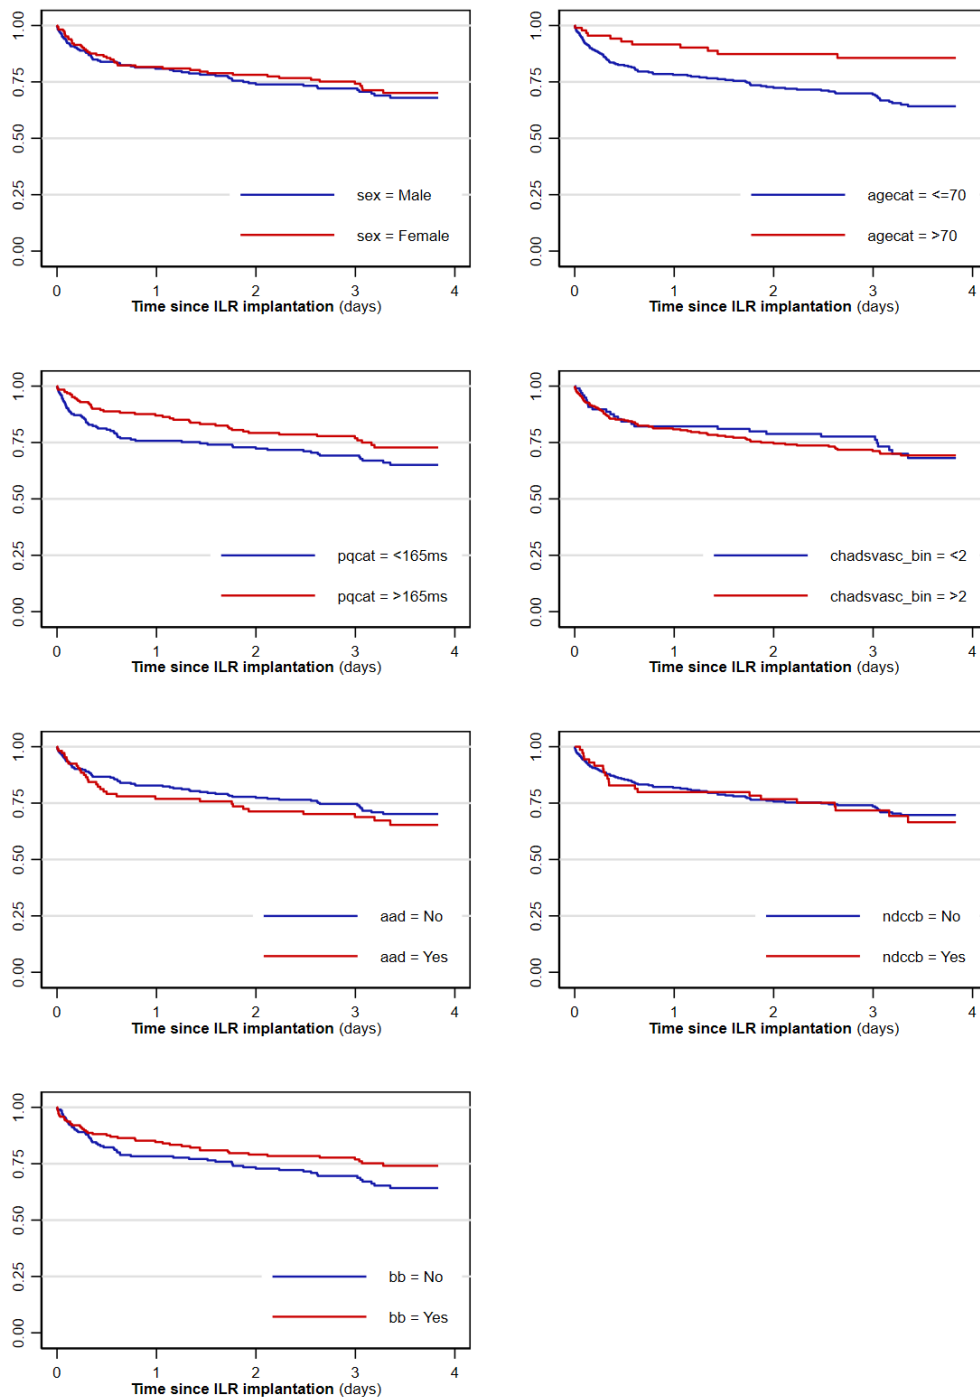 1.00
0.75
0.50
0.25
0.00
sex = Male
sex = Female
0 1 2 3 4
Time since ILR implantation (days)
1.00
0.75
0.50
0.25
0.00
agecat = <=70
agecat = >70
0 1 2 3 4
Time since ILR implantation (days)
1.00
0.75
0.50
0.25
0.00
pqcat = <165ms
pqcat = >165ms
0 1 2 3 4
Time since ILR implantation (days)
1.00
0.75
0.50
0.25
0.00
chadsvasc_bin = <2
chadsvasc_bin = >2
0 1 2 3 4
Time since ILR implantation (days)
1.00
0.75
0.50
0.25
0.00
aad = No
aad = Yes
0 1 2 3 4
Time since ILR implantation (days)
1.00
0.75
0.50
0.25
0.00
ndccb = No
ndccb = Yes
0 1 2 3 4
Time since ILR implantation (days)
1.00
0.75
0.50
0.25
0.00
bb = No
bb = Yes
0 1 2 3 4
Time since ILR implantation (days)